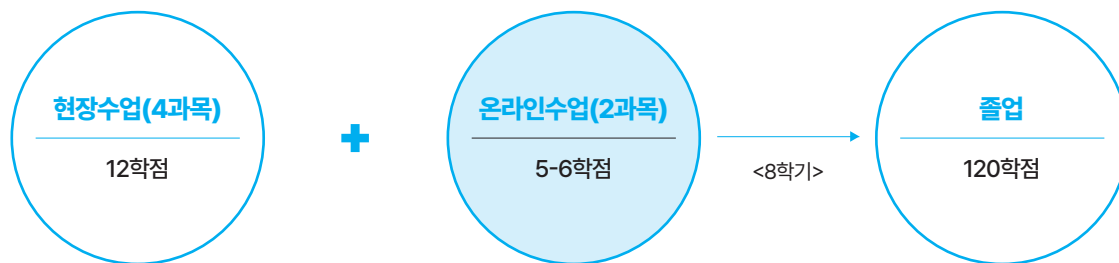 현장수업(4과목)
12학점
+
온라인수업(2과목)
5-6학점
<8학기>
졸업
120학점